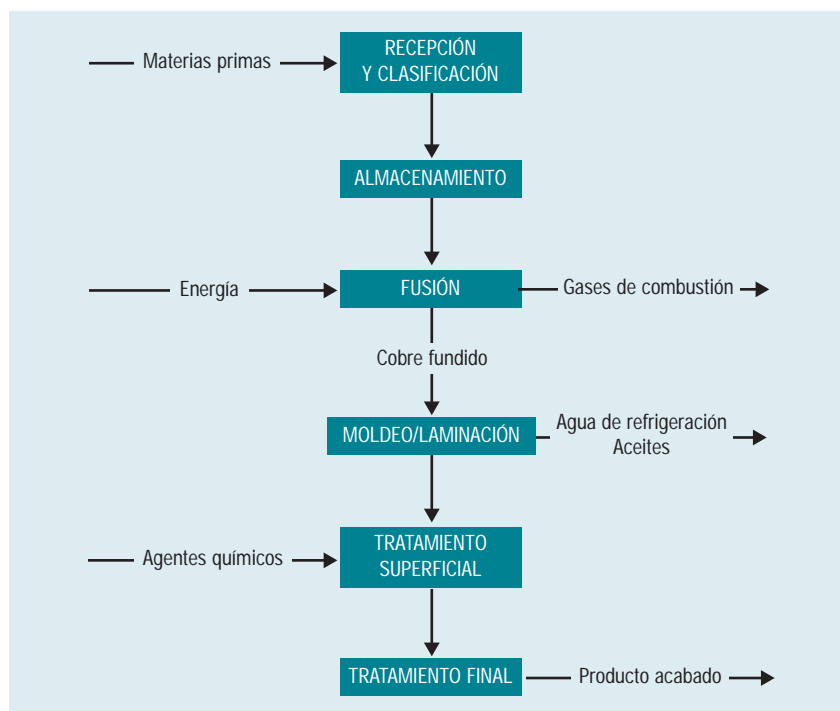 Materias primas
RECEPCIÓN
Y CLASIFICACIÓN
ALMACENAMIENTO
Energía
FUSIÓN
Gases de combustión
Cobre fundido
MOLDEO/LAMINACIÓN
Agua de refrigeración
Aceites
Agentes químicos
TRATAMIENTO
SUPERFICIAL
TRATAMIENTO FINAL
Producto acabado